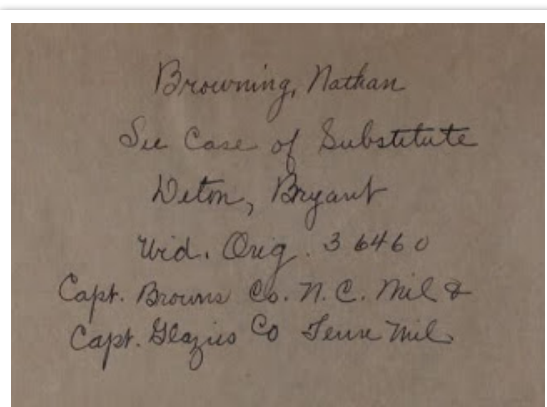 Browning, Nathan
See Case of Substitute
Deton, Bryant
Wid. Orig. 36460
Capt. Browns Co. N. C. Mil &
Capt. Glazies Co Tenn Mil